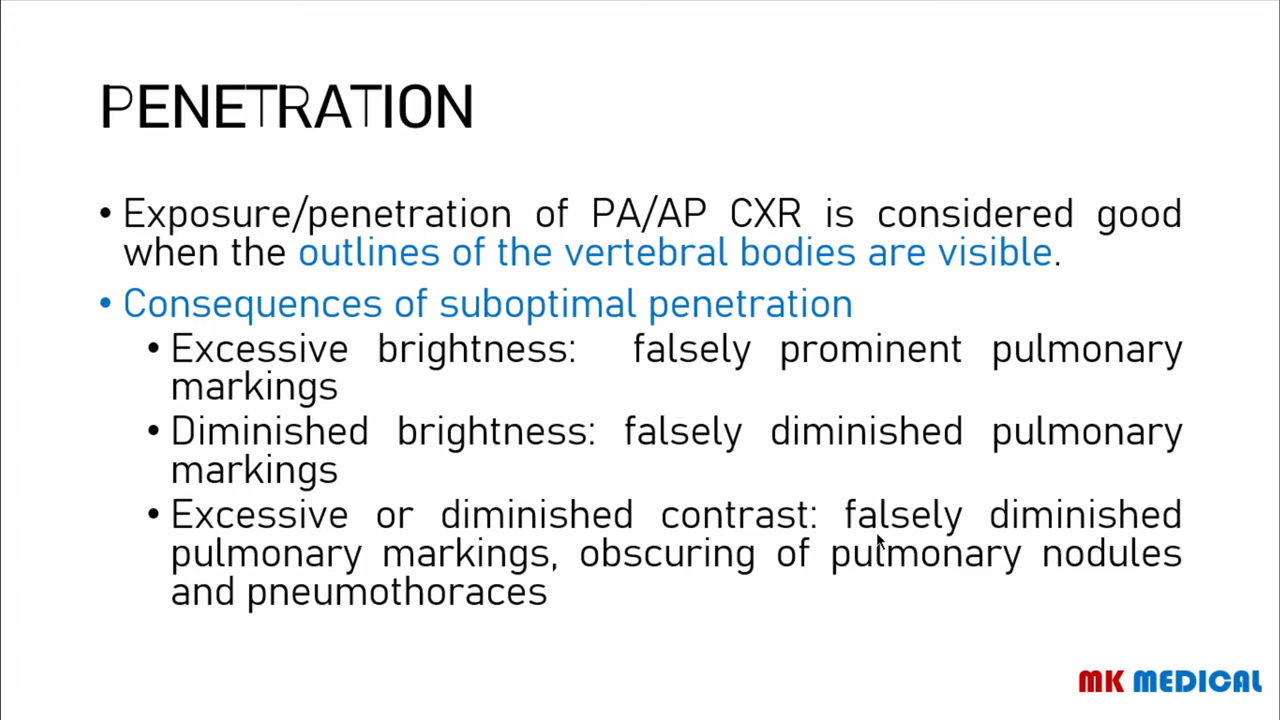 PENETRATION
• Exposure/penetration of PA/AP CXR is considered good
when the outlines of the vertebral bodies are visible.
• Consequences of suboptimal penetration
• Excessive brightness: falsely prominent pulmonary
markings
• Diminished brightness: falsely diminished pulmonary
markings
• Excessive or diminished contrast: falsely diminished
pulmonary markings, obscuring of pulmonary nodules
and pneumothoraces
MK MEDICAL